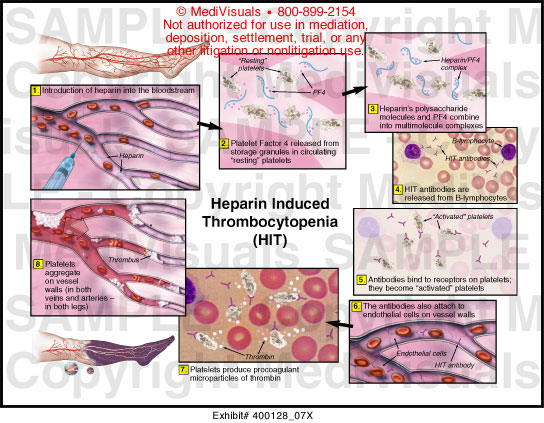 © MediVisuals • 800-899-2154
Not authorized for use in mediation,
deposition, settlement, trial, or any
other litigation or nonlitigation use.
1. Introduction of heparin into the bloodstream
Heparin
"Resting"
platelets
PF4
2. Platelet Factor 4 released from
storage granules in circulating
"resting" platelets
Heparin/PF4
complex
3. Heparin's polysaccharide
molecules and PF4 combine
into multimolecule complexes
B-lymphocyte
HIT antibodies
4. HIT antibodies are
released from B-lymphocytes
Heparin Induced
Thrombocytopenia
(HIT)
"Activated" platelets
5. Antibodies bind to receptors on platelets;
they become "activated" platelets
6. The antibodies also attach to
endothelial cells on vessel walls
Endothelial cells
HIT antibody
Thrombin
7. Platelets produce procoagulant
microparticles of thrombin
Thrombus
8. Platelets
aggregate
on vessel
walls (in both
veins and arteries –
in both legs)
SAMPLE
Copyright MediVisuals
Exhibit# 400128_07X